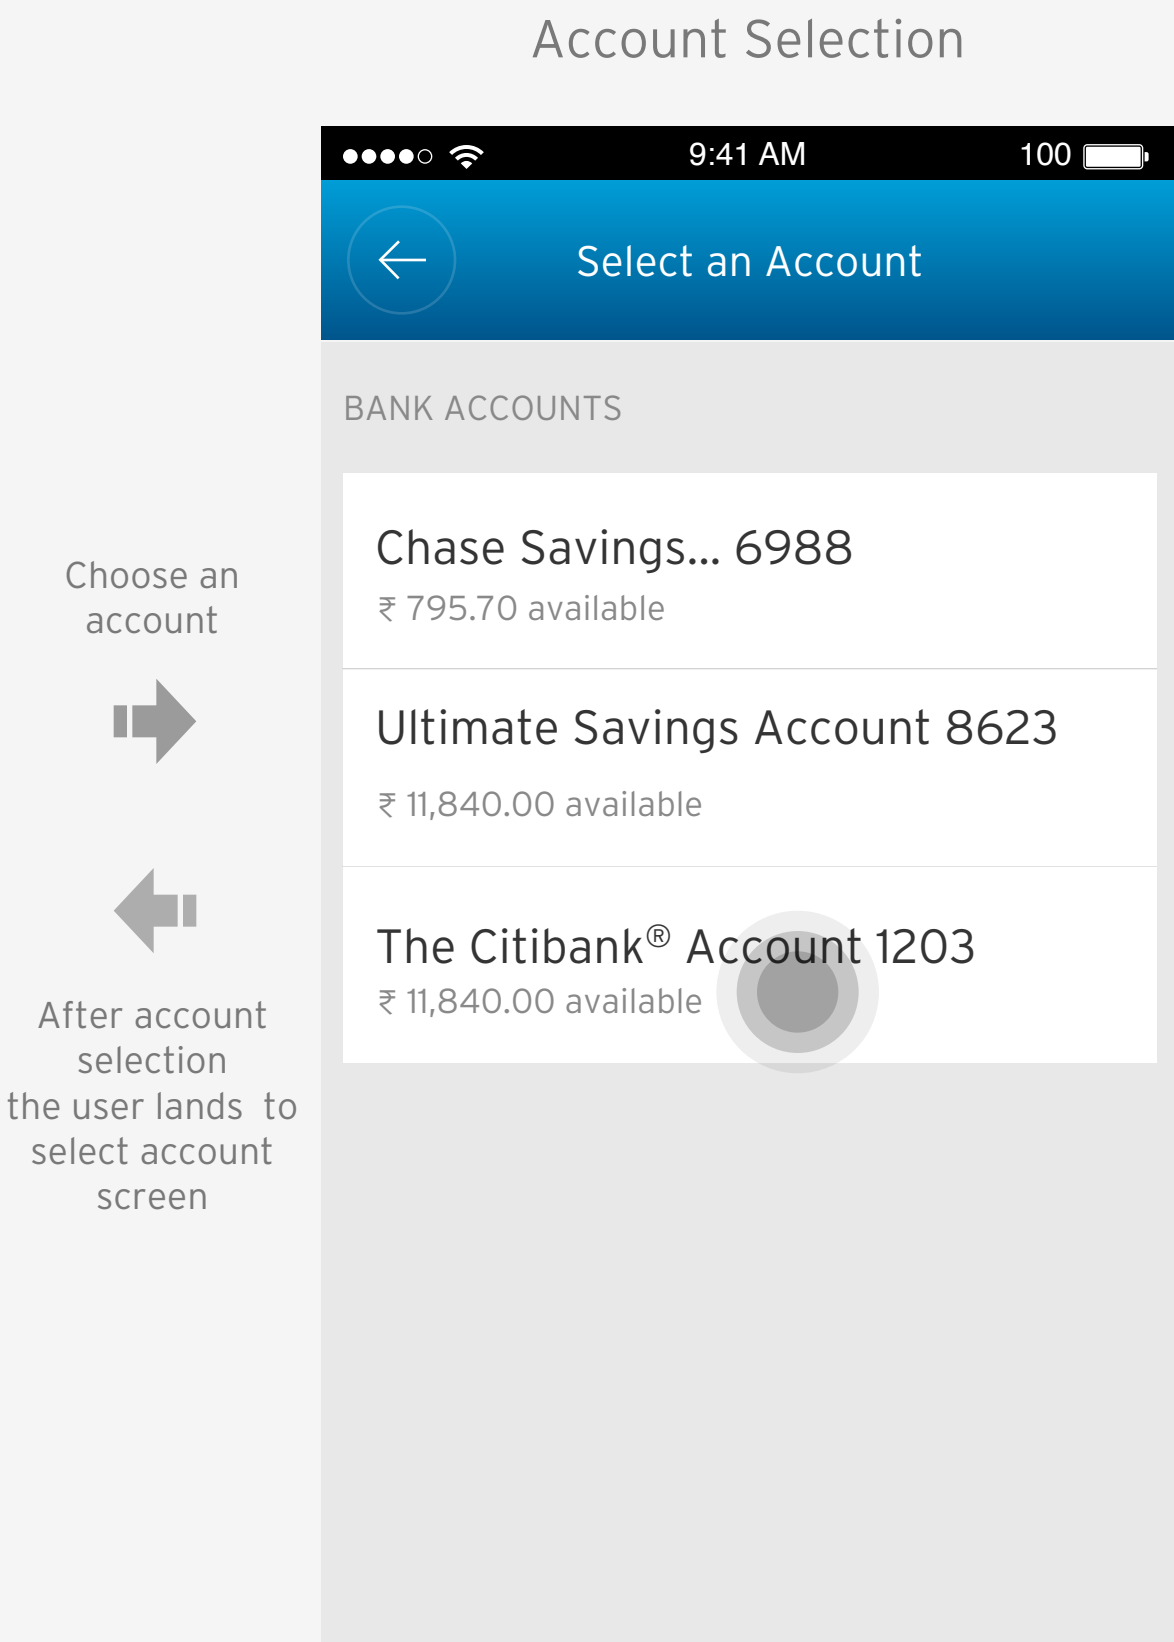 Account Selection
9:41 AM
100
Select an Account
BANK ACCOUNTS
Chase Savings... 6988
₹ 795.70 available
Ultimate Savings Account 8623
₹ 11,840.00 available
The Citibank® Account 1203
₹ 11,840.00 available
Choose an
account
After account
selection
the user lands to
select account
screen